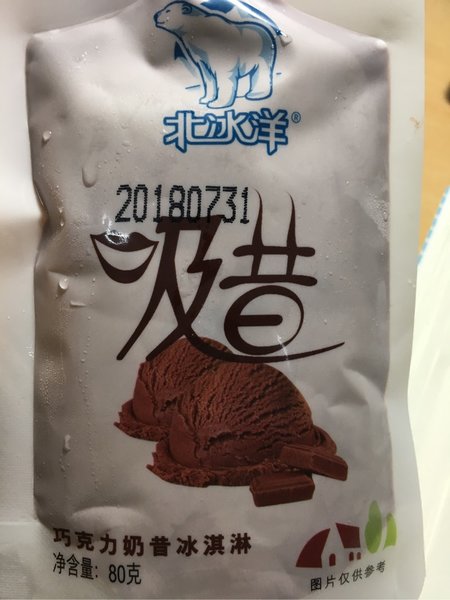 北冰洋®
20180731
吸昔
巧克力奶昔冰淇淋
净含量: 80克
图片仅供参考